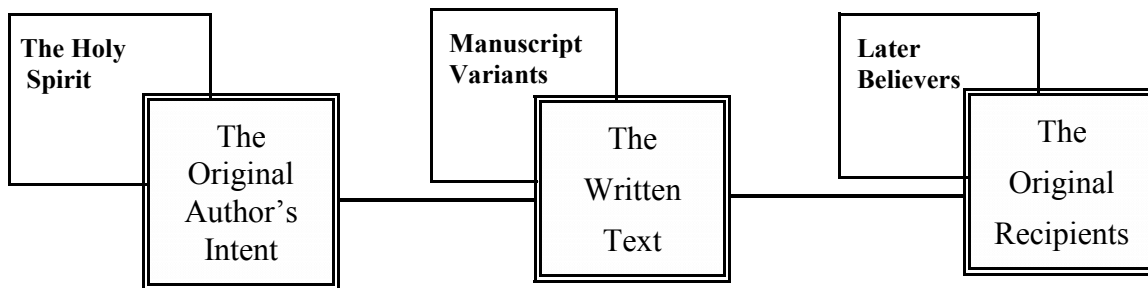 The Holy
Spirit
The
Original
Author’s
Intent
Manuscript
Variants
The
Written
Text
Later
Believers
The
Original
Recipients